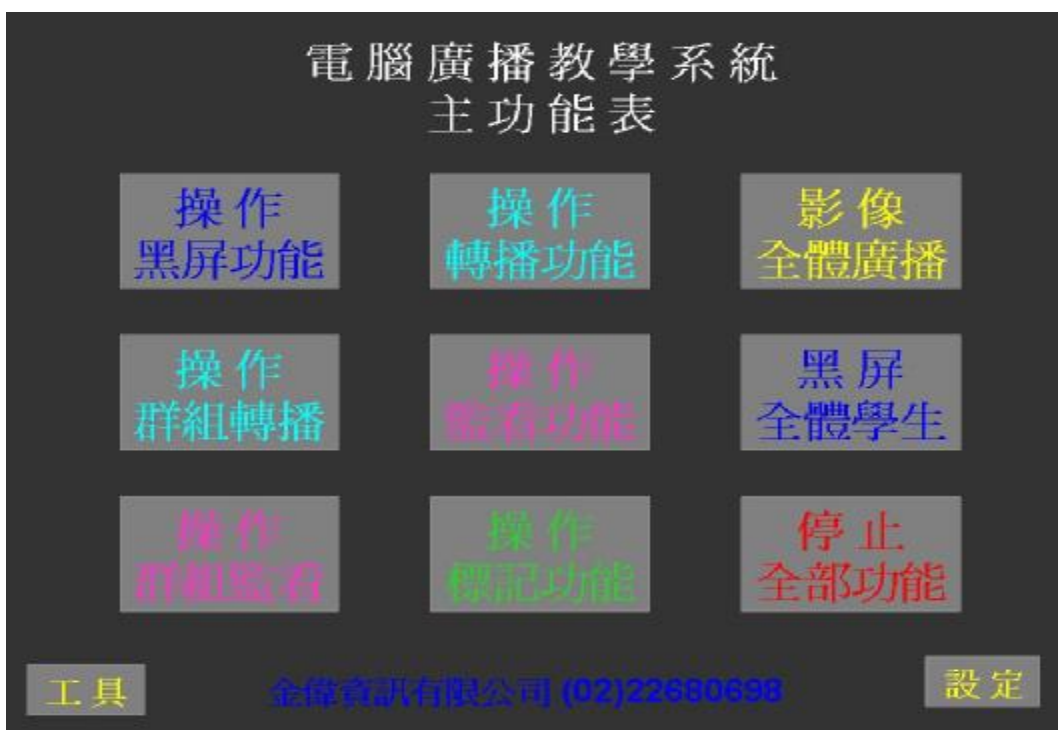 電腦廣播教學系統
主功能表
操作
黑屏功能
操作
轉播功能
影像
全體廣播
操作
群組轉播
操作
監看功能
黑屏
全體學生
操作
群組監看
操作
標記功能
停止
全部功能
工具
金偉資訊有限公司 (02)22680698
設定